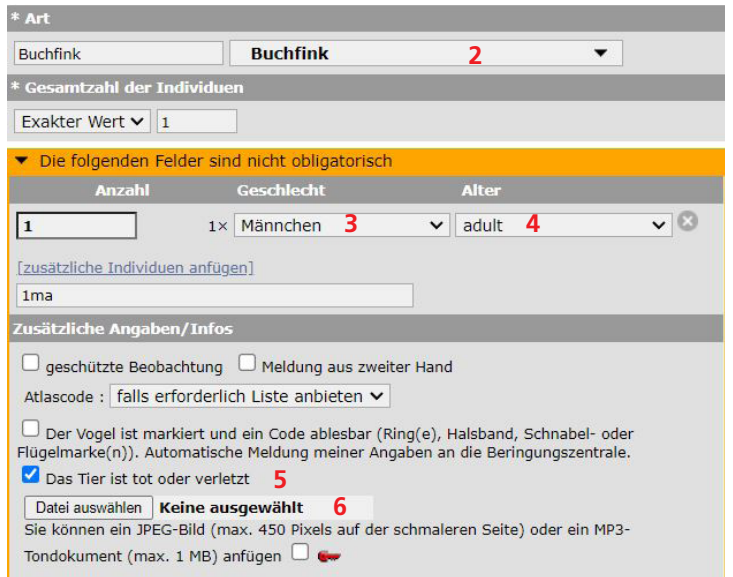 * Art
Buchfink Buchfink 2
* Gesamtzahl der Individuen
Exakter Wert 1
Die folgenden Felder sind nicht obligatorisch
Anzahl Geschlecht Alter
1 1× Männchen 3 adult 4
[zusätzliche Individuen anfügen]
1ma
Zusätzliche Angaben/Infos
geschützte Beobachtung Meldung aus zweiter Hand
Atlascode : falls erforderlich Liste anbieten
Der Vogel ist markiert und ein Code ablesbar (Ring(e), Halsband, Schnabel- oder
Flügelmarke(n)). Automatische Meldung meiner Angaben an die Beringungszentrale.
Das Tier ist tot oder verletzt 5
Datei auswählen Keine ausgewählt 6
Sie können ein JPEG-Bild (max. 450 Pixels auf der schmaleren Seite) oder ein MP3-
Tondokument (max. 1 MB) anfügen